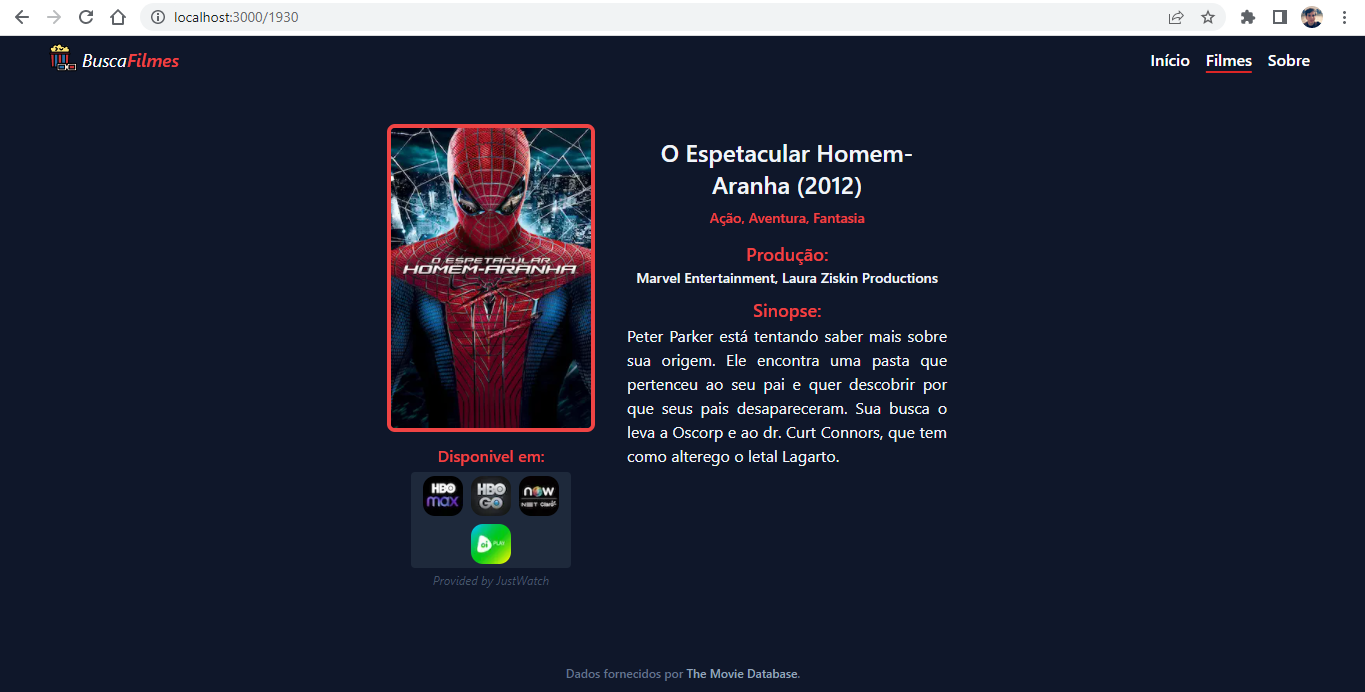 localhost:3000/1930
BuscaFilmes
Início Filmes Sobre
O ESPETACULAR
HOMEM-ARANHA
O Espetacular Homem-
Aranha (2012)
Ação, Aventura, Fantasia
Produção:
Marvel Entertainment, Laura Ziskin Productions
Sinopse:
Peter Parker está tentando saber mais sobre
sua origem. Ele encontra uma pasta que
pertenceu ao seu pai e quer descobrir por
que seus pais desapareceram. Sua busca o
leva a Oscorp e ao dr. Curt Connors, que tem
como alterego o letal Lagarto.
Disponivel em:
HBO
max
HBO
GO
NOW
NET Claro
oi PLAY
Provided by JustWatch
Dados fornecidos por The Movie Database.